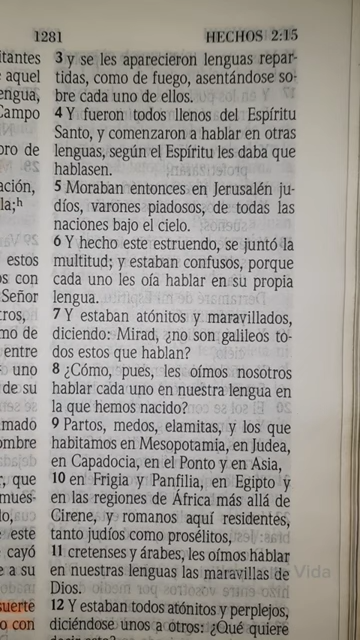 1281 HECHOS 2:15
3 y se les aparecieron lenguas repar-
tidas, como de fuego, asentándose so-
bre cada uno de ellos.
4 Y fueron todos llenos del Espíritu
Santo, y comenzaron a hablar en otras
lenguas, según el Espíritu les daba que
hablasen.
5 Moraban entonces en Jerusalén ju-
díos, varones piadosos, de todas las
naciones bajo el cielo.
6 Y hecho este estruendo, se juntó la
multitud; y estaban confusos, porque
cada uno les oía hablar en su propia
lengua.
7 Y estaban atónitos y maravillados,
diciendo: Mirad, ¿no son galileos to-
dos estos que hablan?
8 ¿Cómo, pues, les oímos nosotros
hablar cada uno en nuestra lengua en
la que hemos nacido?
9 Partos, medos, elamitas, y los que
habitamos en Mesopotamia, en Judea,
en Capadocia, en el Ponto y en Asia,
10 en Frigia y Panfilia, en Egipto y
en las regiones de África más allá de
Cirene, y romanos aquí residentes,
tanto judíos como prosélitos,
11 cretenses y árabes, les oímos hablar
en nuestras lenguas las maravillas de
Dios.
12 Y estaban todos atónitos y perplejos,
diciéndose unos a otros: ¿Qué quiere
Vida